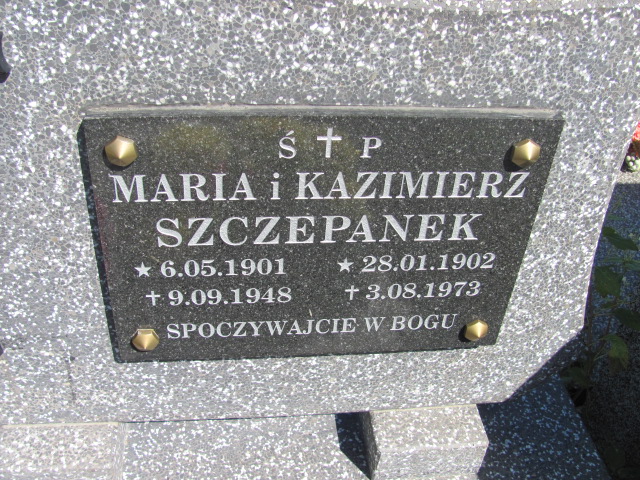 Ś ✝ P
MARIA i KAZIMIERZ
SZCZEPANEK
★ 6.05.1901 ★ 28.01.1902
✝ 9.09.1948 ✝ 3.08.1973
SPOCZYWAJCIE W BOGU